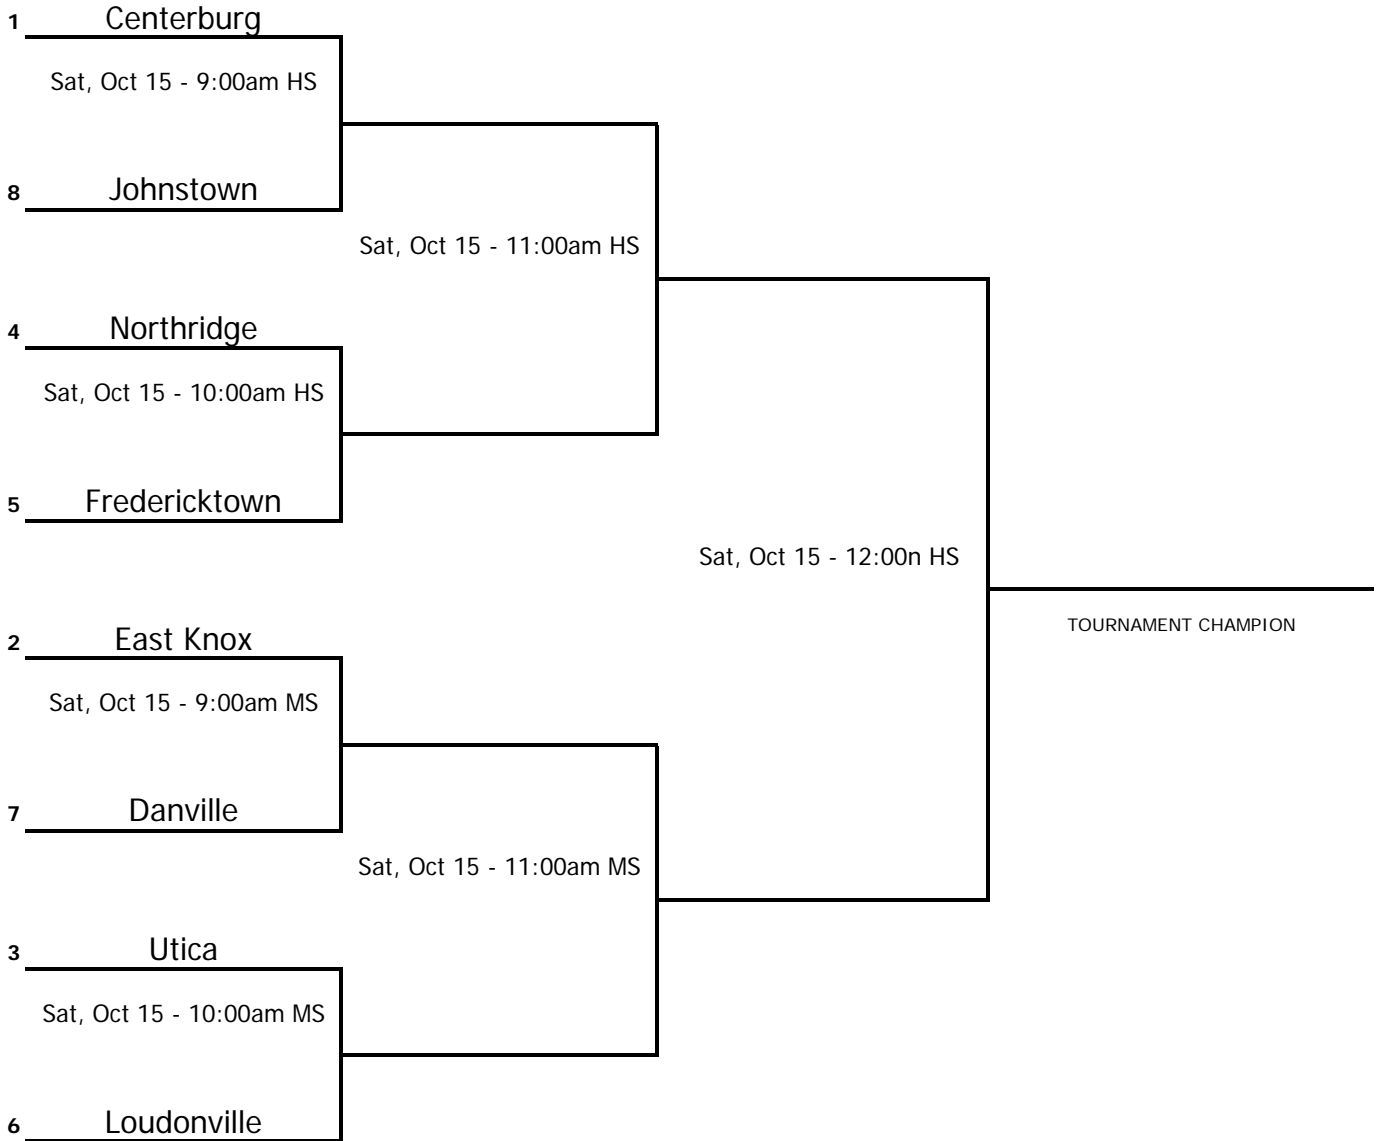 1 Centerburg
Sat, Oct 15 - 9:00am HS
8 Johnstown
Sat, Oct 15 - 11:00am HS
4 Northridge
Sat, Oct 15 - 10:00am HS
5 Fredericktown
Sat, Oct 15 - 12:00n HS
TOURNAMENT CHAMPION
2 East Knox
Sat, Oct 15 - 9:00am MS
7 Danville
Sat, Oct 15 - 11:00am MS
3 Utica
Sat, Oct 15 - 10:00am MS
6 Loudonville